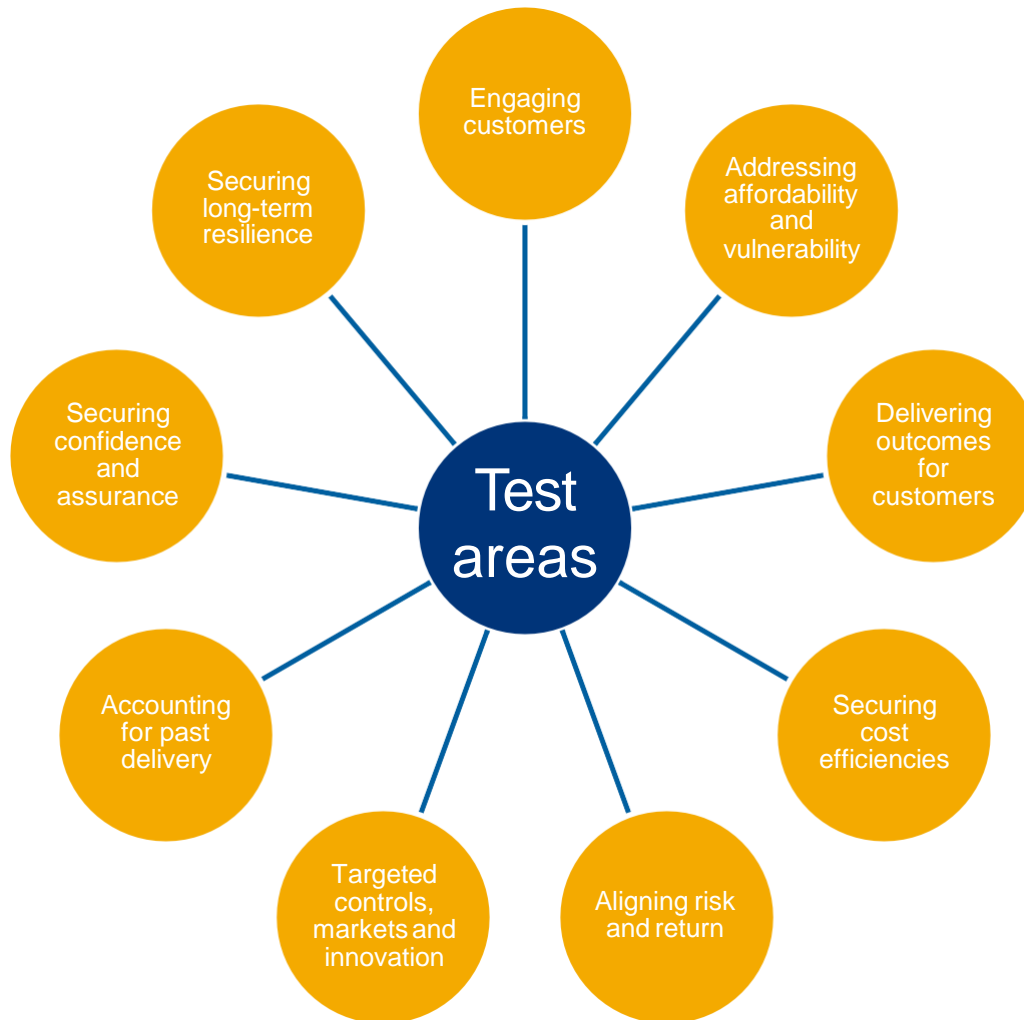 Engaging
customers
Addressing
affordability
and
vulnerability
Delivering
outcomes
for
customers
Securing
cost
efficiencies
Aligning risk
and return
Targeted
controls,
markets and
innovation
Accounting
for past
delivery
Securing
confidence
and
assurance
Securing
long-term
resilience
Test
areas